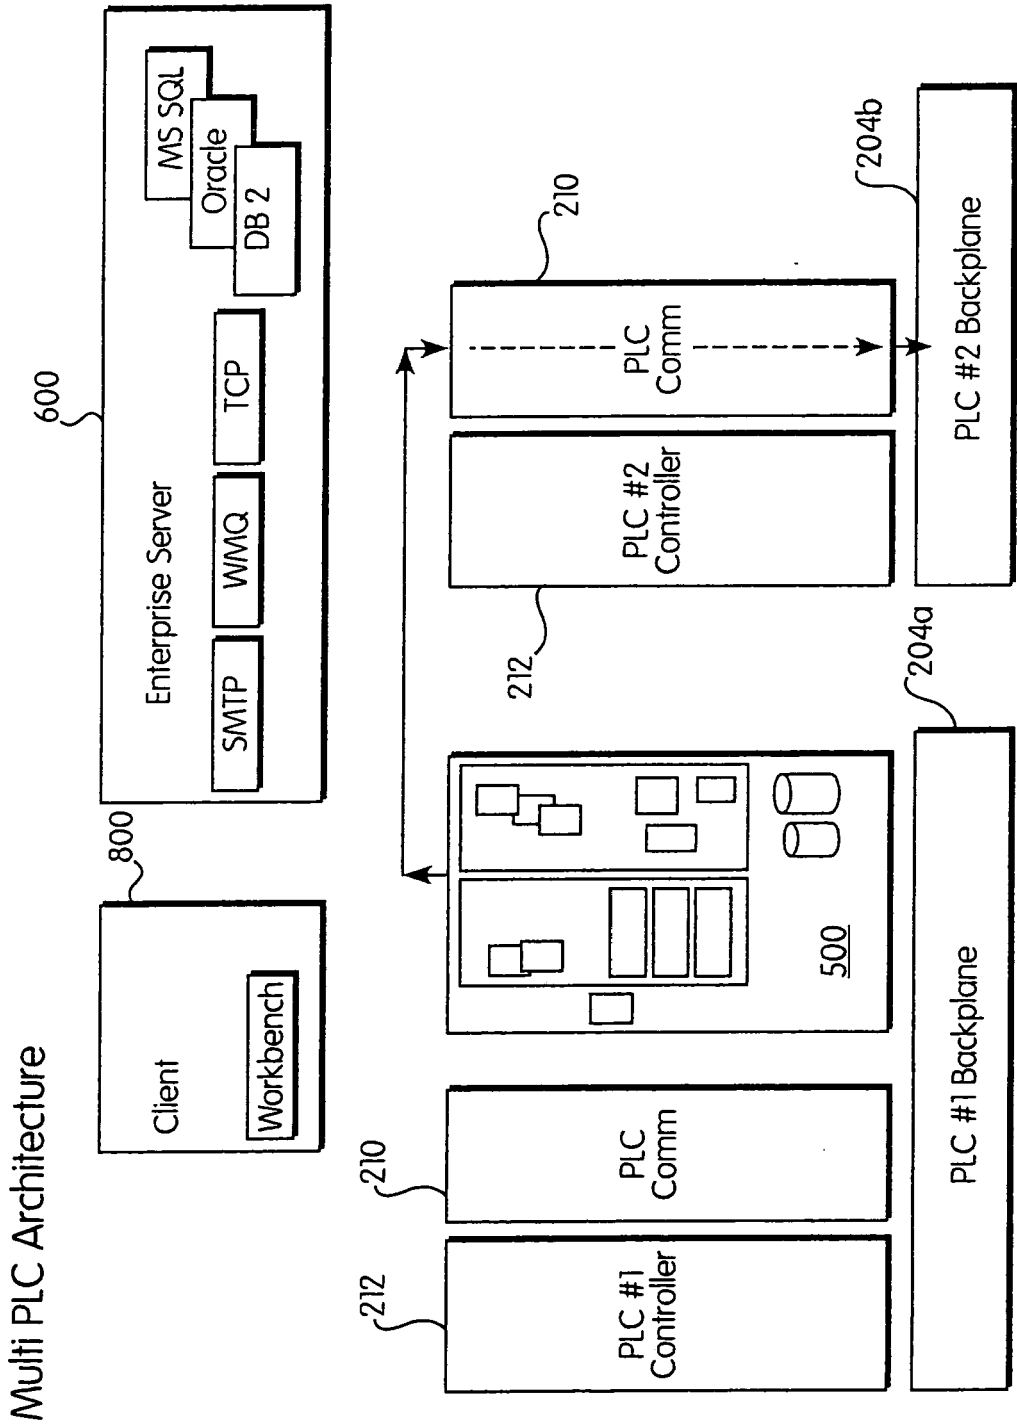 Multi PLC Architecture
800
Client
Workbench
600
Enterprise Server
SMTP
WMQ
TCP
MS SQL
Oracle
DB 2
212
PLC #1
Controller
210
PLC
Comm
500
212
PLC #2
Controller
210
PLC
Comm
204a
PLC #1 Backplane
204b
PLC #2 Backplane